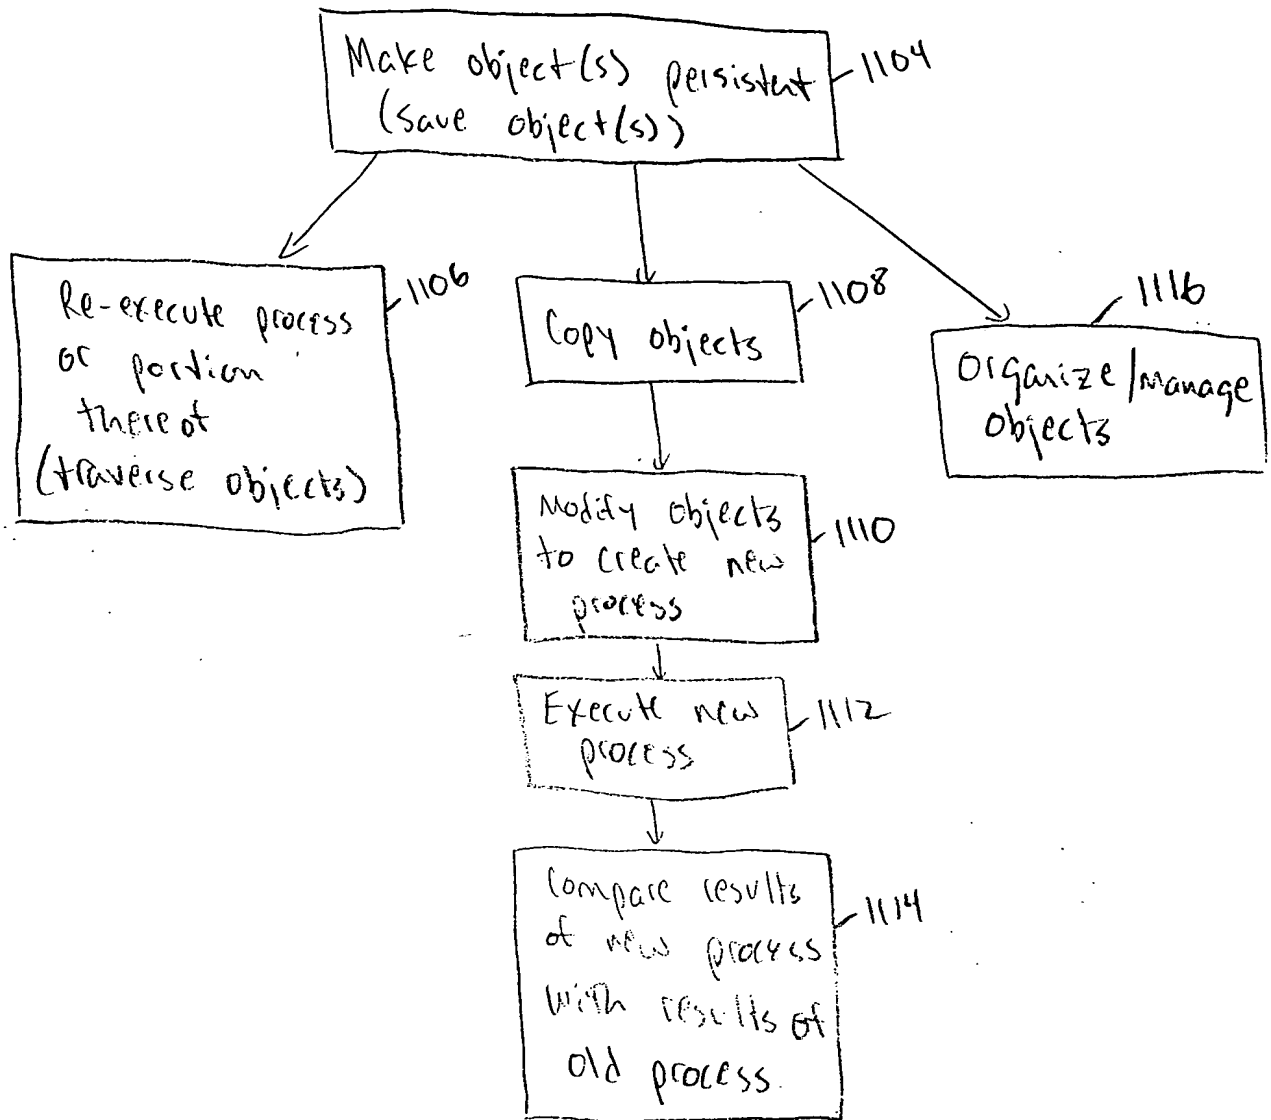 Make object(s) persistent
(save object(s))
1104
Re-execute process
or portion
thereof
(traverse objects)
1106
Copy objects
1108
Organize/Manage
objects
1116
Modify objects
to create new
process
1110
Execute new
process
1112
Compare results
of new process
with results of
old process.
1114